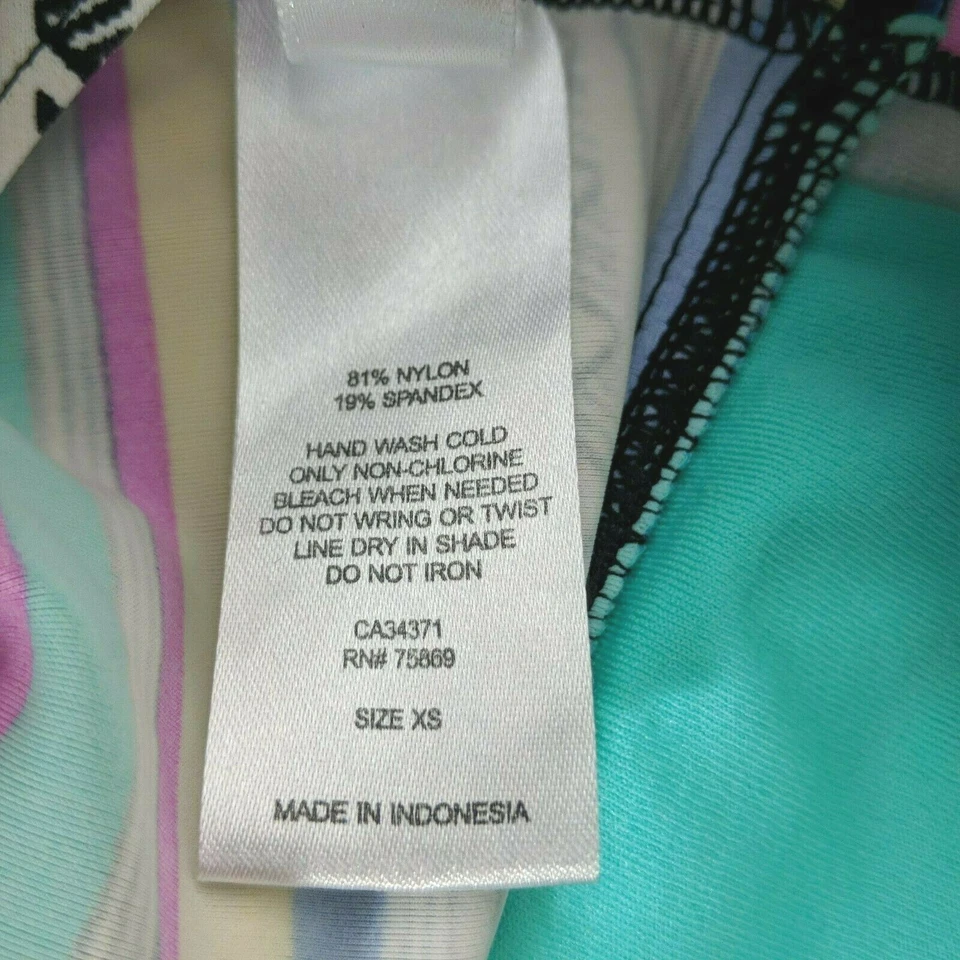 81% NYLON
19% SPANDEX
HAND WASH COLD
ONLY NON-CHLORINE
BLEACH WHEN NEEDED
DO NOT WRING OR TWIST
LINE DRY IN SHADE
DO NOT IRON
CA34371
RN# 75869
SIZE XS
MADE IN INDONESIA